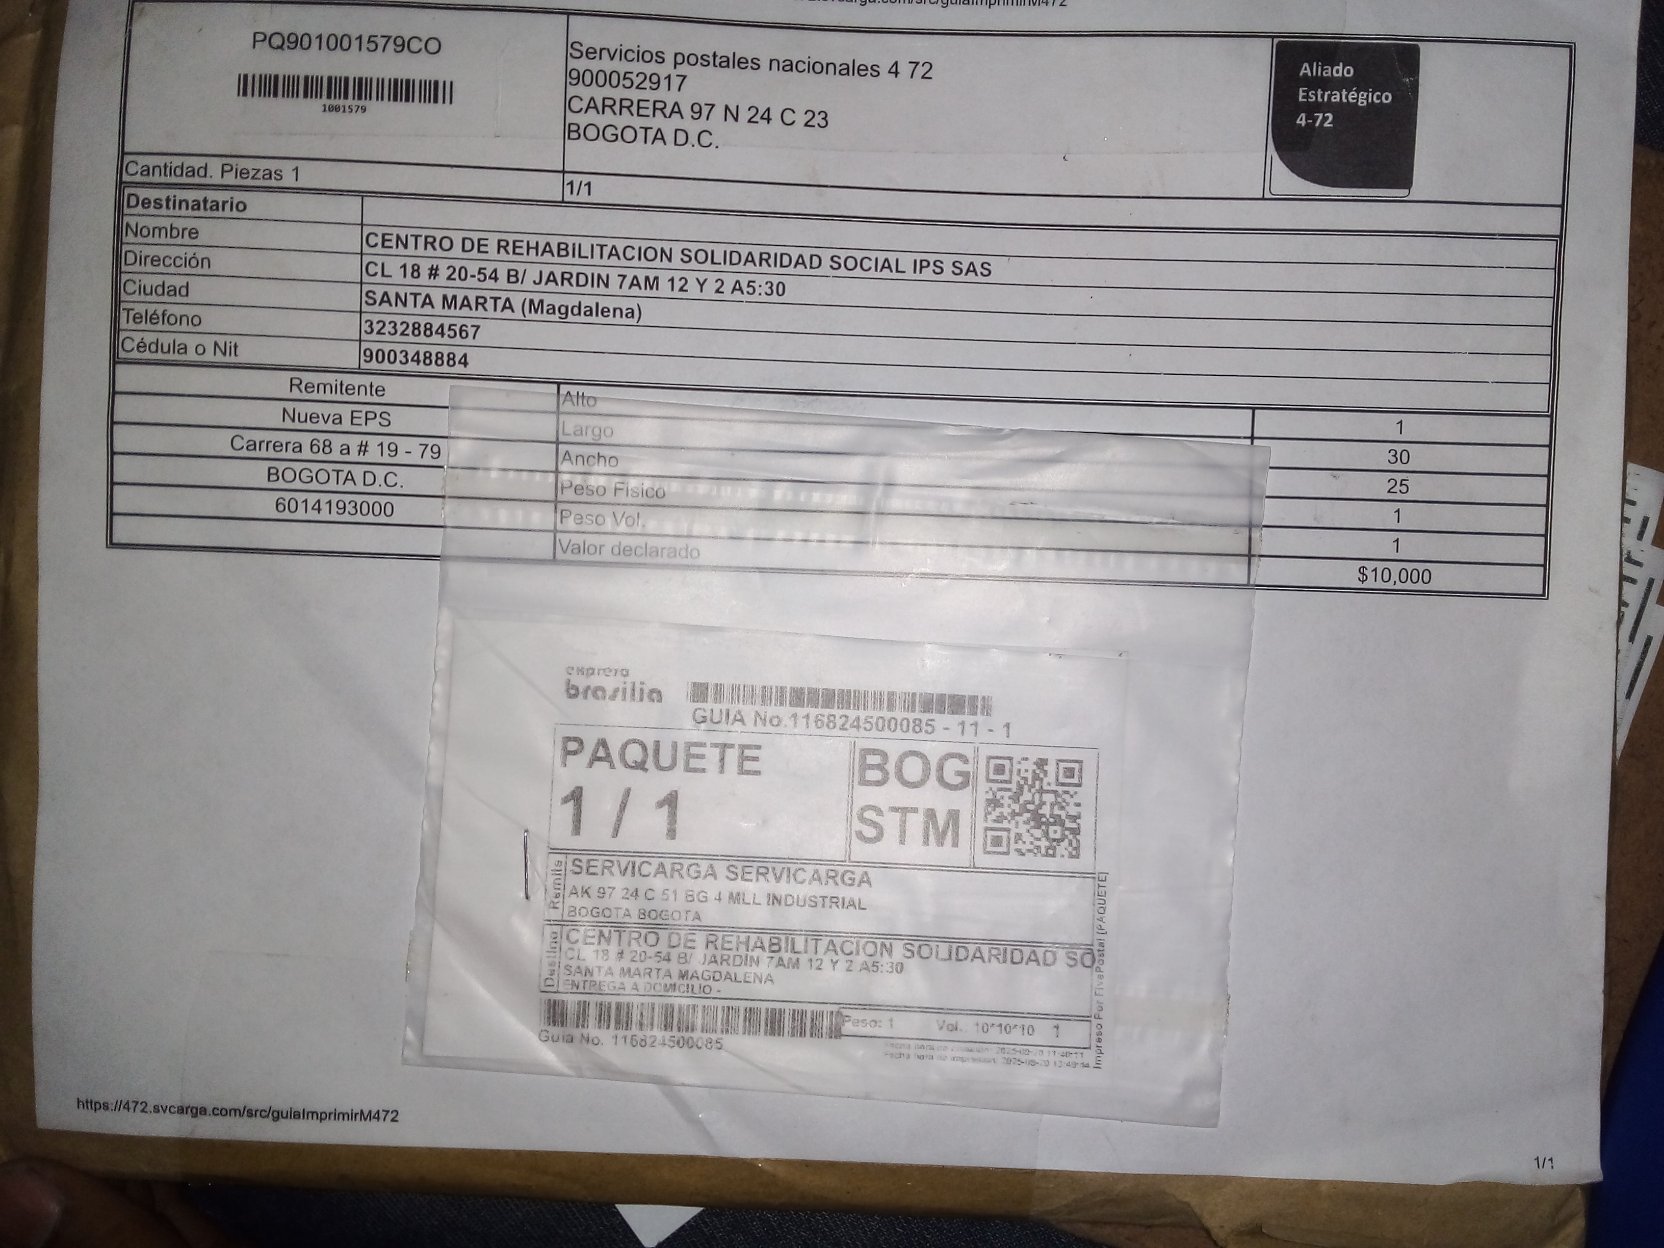 PQ901001579CO
1001579
Servicios postales nacionales 4 72
900052917
CARRERA 97 N 24 C 23
BOGOTA D.C.
Aliado
Estratégico
4-72
Cantidad. Piezas 1
1/1
Destinatario
Nombre CENTRO DE REHABILITACION SOLIDARIDAD SOCIAL IPS SAS
Dirección CL 18 # 20-54 B/ JARDIN 7AM 12 Y 2 A5:30
Ciudad SANTA MARTA (Magdalena)
Teléfono 3232884567
Cédula o Nit 900348884
Remitente Alto 1
Nueva EPS Largo 30
Carrera 68 a # 19 - 79 Ancho 25
BOGOTA D.C. Peso Fisico 1
6014193000 Peso Vol. 1
Valor declarado $10,000
expreso
brasilia
GUIA No.116824500085 - 11 - 1
PAQUETE
1 / 1
BOG
STM
Remite
SERVICARGA SERVICARGA
AK 97 24 C 51 BG 4 MLL INDUSTRIAL
BOGOTA BOGOTA
Destino
CENTRO DE REHABILITACION SOLIDARIDAD SO
CL 18 # 20-54 B/ JARDIN 7AM 12 Y 2 A5:30
SANTA MARTA MAGDALENA
ENTREGA A DOMICILIO -
Peso: 1 Vol.. 10*10*10 1
Guia No. 116824500085
Impreso Por FivePostal [PAQUETE]
https://472.svcarga.com/src/guiaImprimirM472
1/1